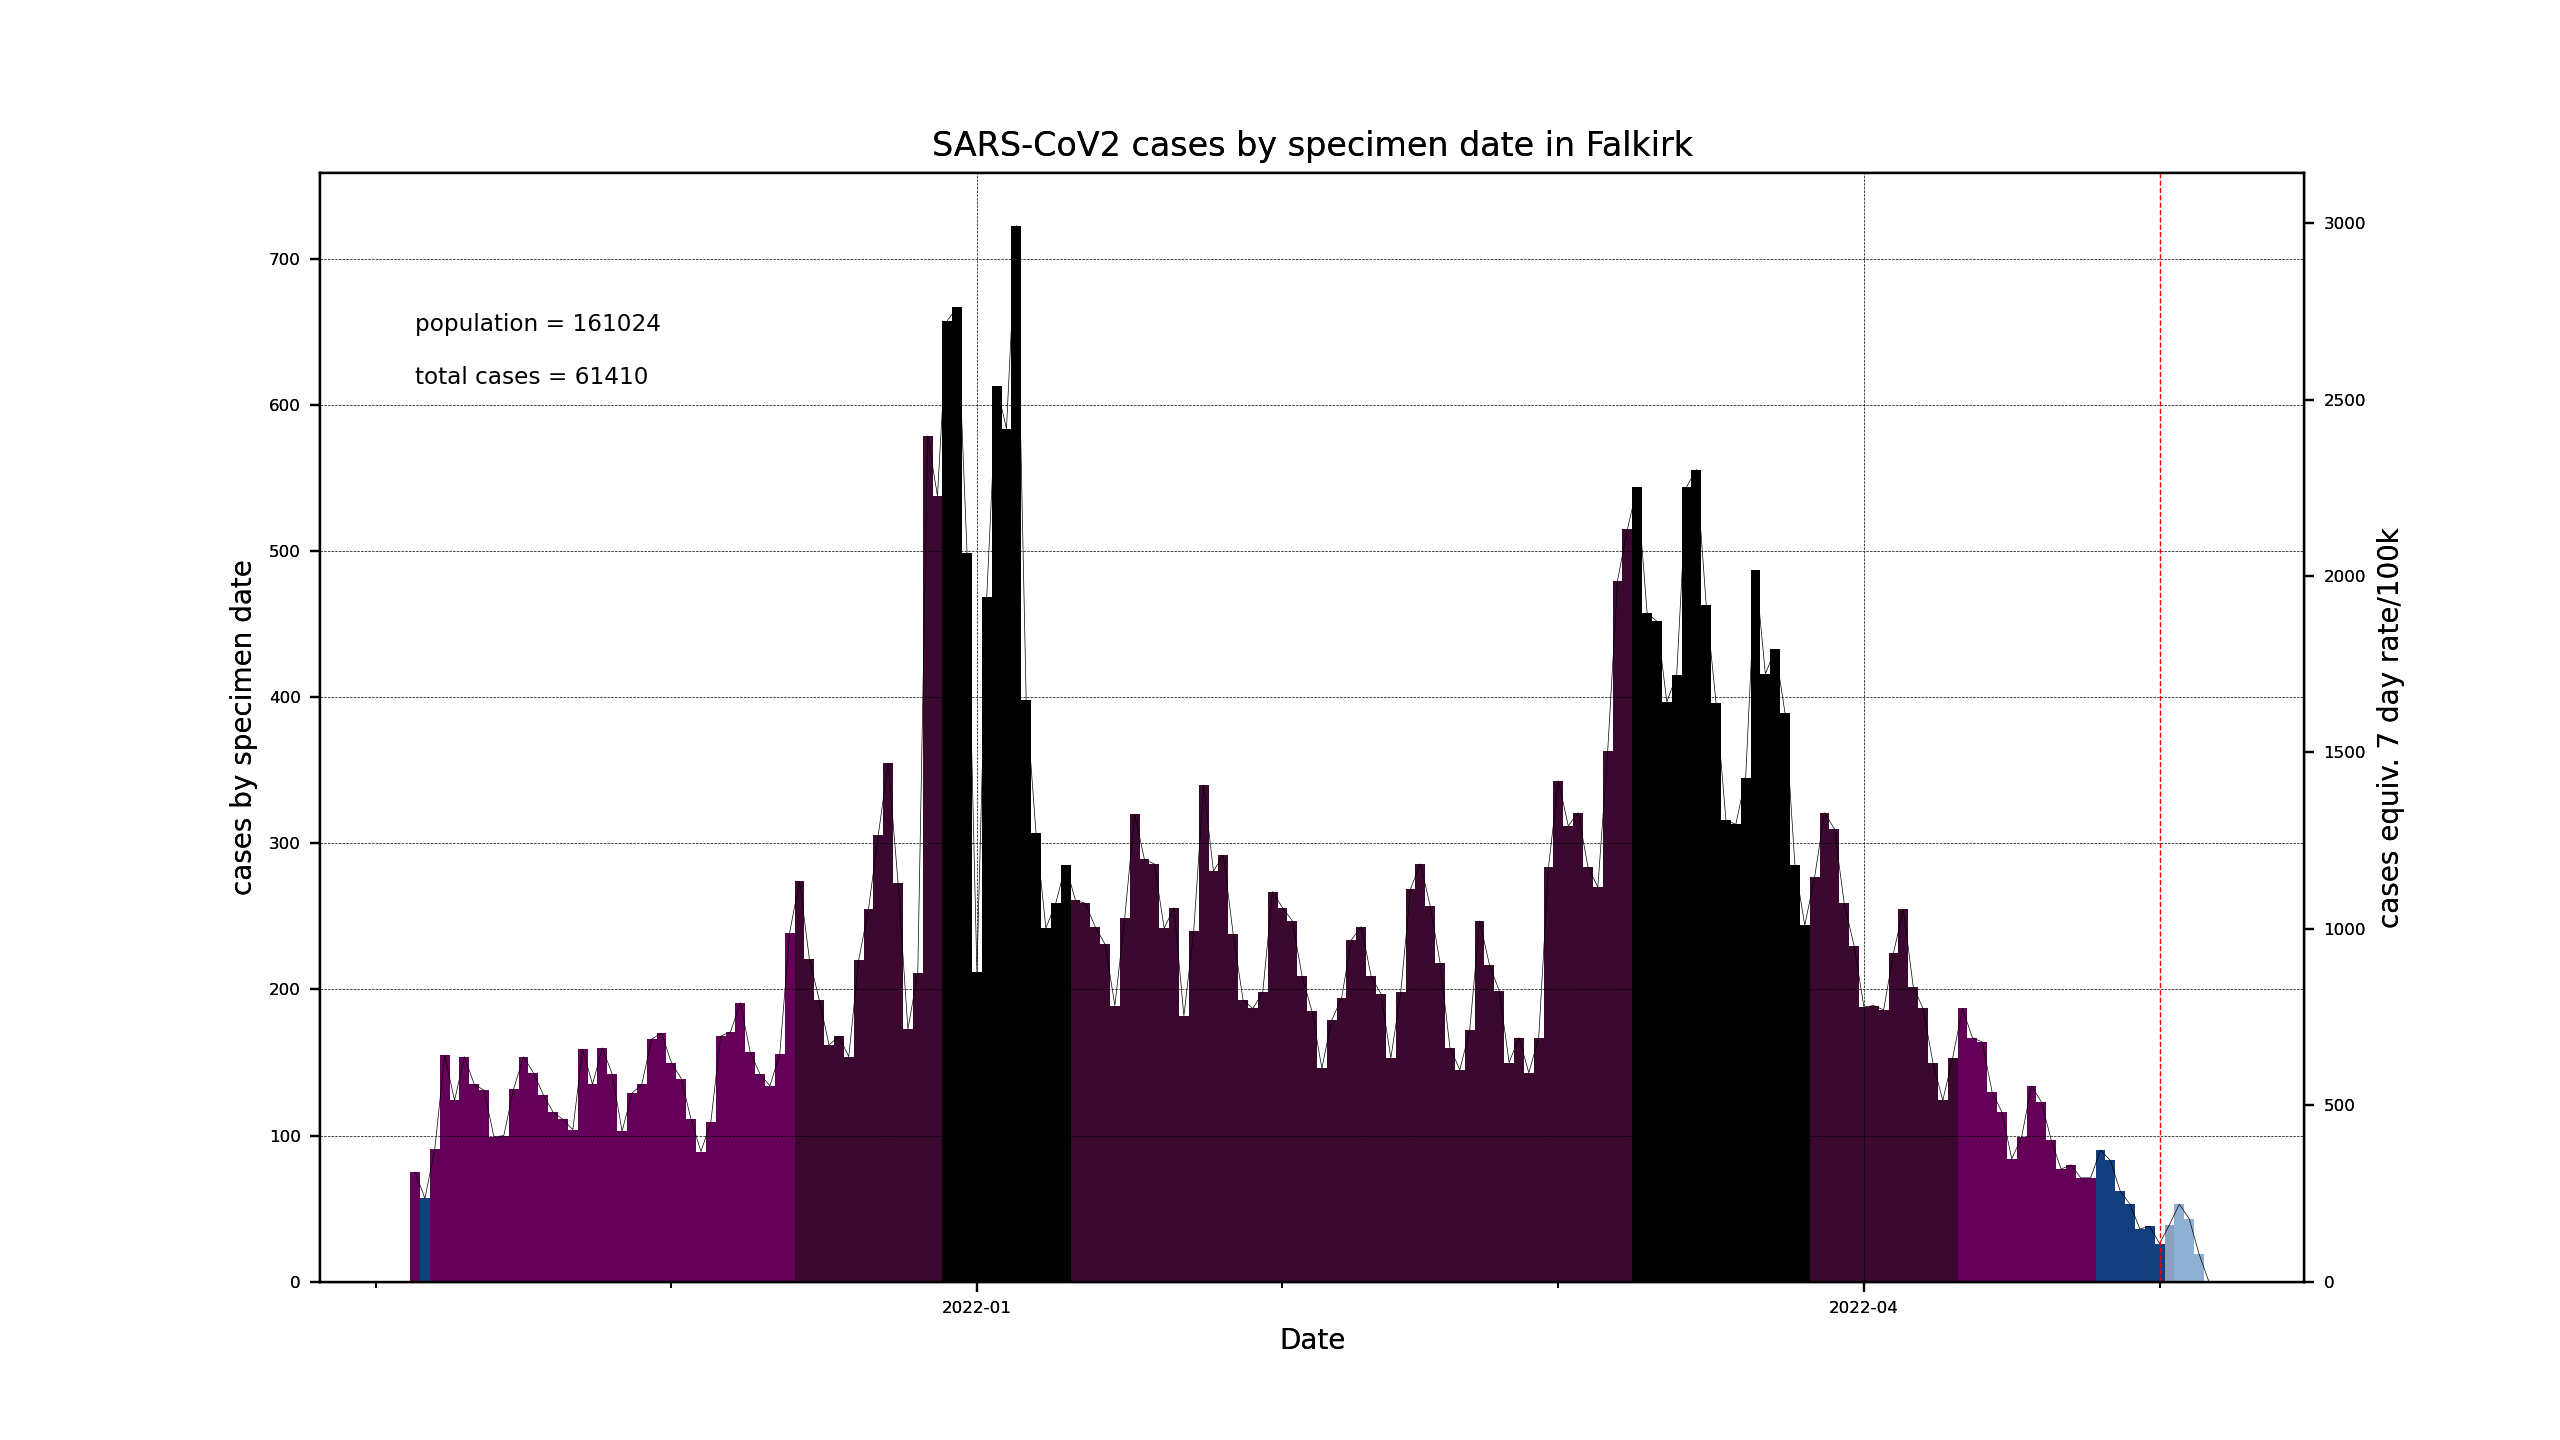 SARS-CoV2 cases by specimen date in Falkirk
population = 161024
total cases = 61410
cases by specimen date
700
600
500
400
300
200
100
0
3000
2500
2000
1500
1000
500
0
cases equiv. 7 day rate/100k
2022-01
2022-04
Date